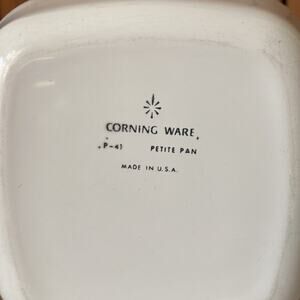 CORNING WARE
P-41 PETITE PAN
MADE IN U.S.A.